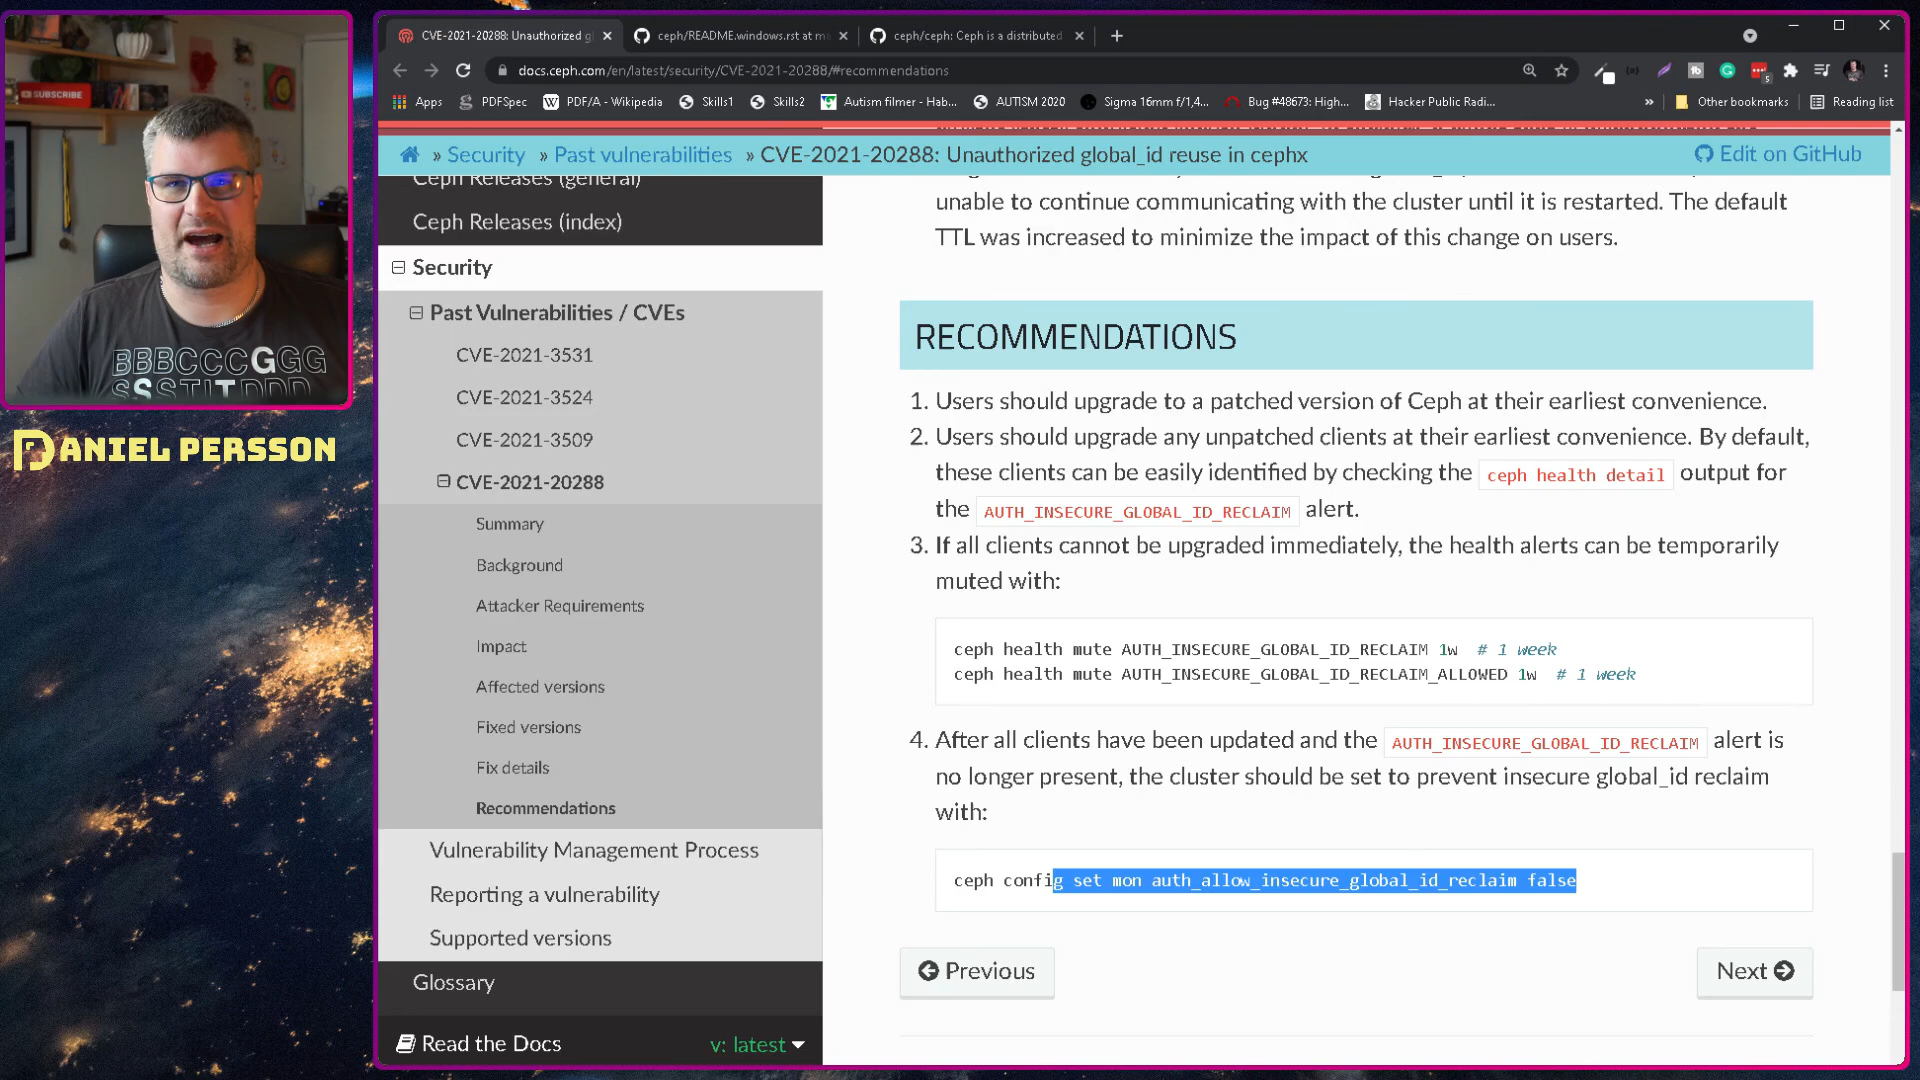 SUBSCRIBE
BBBCCCGGGG
SSSTITDDD
DANIEL PERSSON
CVE-2021-20288: Unauthorized gl
ceph/README.windows.rst at ma
ceph/ceph: Ceph is a distributed
docs.ceph.com/en/latest/security/CVE-2021-20288/#recommendations
Apps
PDFSpec
PDF/A - Wikipedia
Skills1
Skills2
Autism filmer - Hab...
AUTISM 2020
Sigma 16mm f/1,4...
Bug #48673: High...
Hacker Public Radi...
»
Other bookmarks
Reading list
» Security » Past vulnerabilities » CVE-2021-20288: Unauthorized global_id reuse in cephx
Edit on GitHub
Ceph Releases (general)
Ceph Releases (index)
Security
Past Vulnerabilities / CVEs
CVE-2021-3531
CVE-2021-3524
CVE-2021-3509
CVE-2021-20288
Summary
Background
Attacker Requirements
Impact
Affected versions
Fixed versions
Fix details
Recommendations
Vulnerability Management Process
Reporting a vulnerability
Supported versions
Glossary
Read the Docs
v: latest
unable to continue communicating with the cluster until it is restarted. The default
TTL was increased to minimize the impact of this change on users.
RECOMMENDATIONS
1. Users should upgrade to a patched version of Ceph at their earliest convenience.
2. Users should upgrade any unpatched clients at their earliest convenience. By default,
these clients can be easily identified by checking the ceph health detail output for
the AUTH_INSECURE_GLOBAL_ID_RECLAIM alert.
3. If all clients cannot be upgraded immediately, the health alerts can be temporarily
muted with:
ceph health mute AUTH_INSECURE_GLOBAL_ID_RECLAIM 1w # 1 week
ceph health mute AUTH_INSECURE_GLOBAL_ID_RECLAIM_ALLOWED 1w # 1 week
4. After all clients have been updated and the AUTH_INSECURE_GLOBAL_ID_RECLAIM alert is
no longer present, the cluster should be set to prevent insecure global_id reclaim
with:
ceph config set mon auth_allow_insecure_global_id_reclaim false
Previous
Next